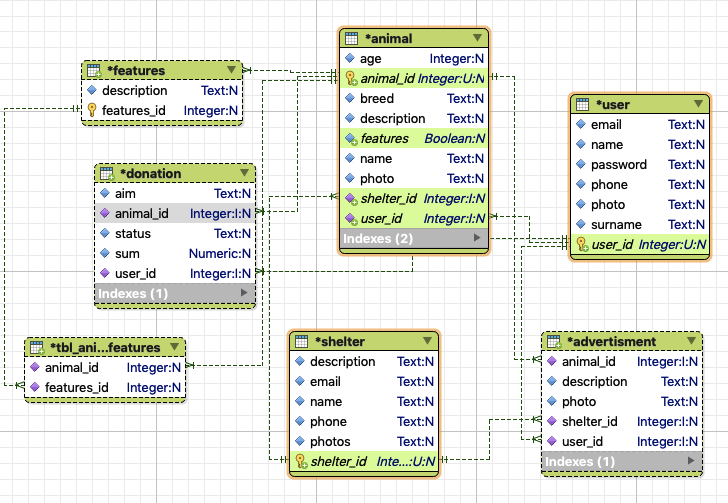 *animal
age Integer:N
animal_id Integer:U:N
breed Text:N
description Text:N
features Boolean:N
name Text:N
photo Text:N
shelter_id Integer:I:N
user_id Integer:I:N
Indexes (2)
*features
description Text:N
features_id Integer:N
*user
email Text:N
name Text:N
password Text:N
phone Text:N
photo Text:N
surname Text:N
user_id Integer:U:N
*donation
aim Text:N
animal_id Integer:I:N
status Text:N
sum Numeric:N
user_id Integer:I:N
Indexes (1)
*tbl_ani...features
animal_id Integer:N
features_id Integer:N
*shelter
description Text:N
email Text:N
name Text:N
phone Text:N
photos Text:N
shelter_id Inte...:U:N
*advertisment
animal_id Integer:I:N
description Text:N
photo Text:N
shelter_id Integer:I:N
user_id Integer:I:N
Indexes (1)